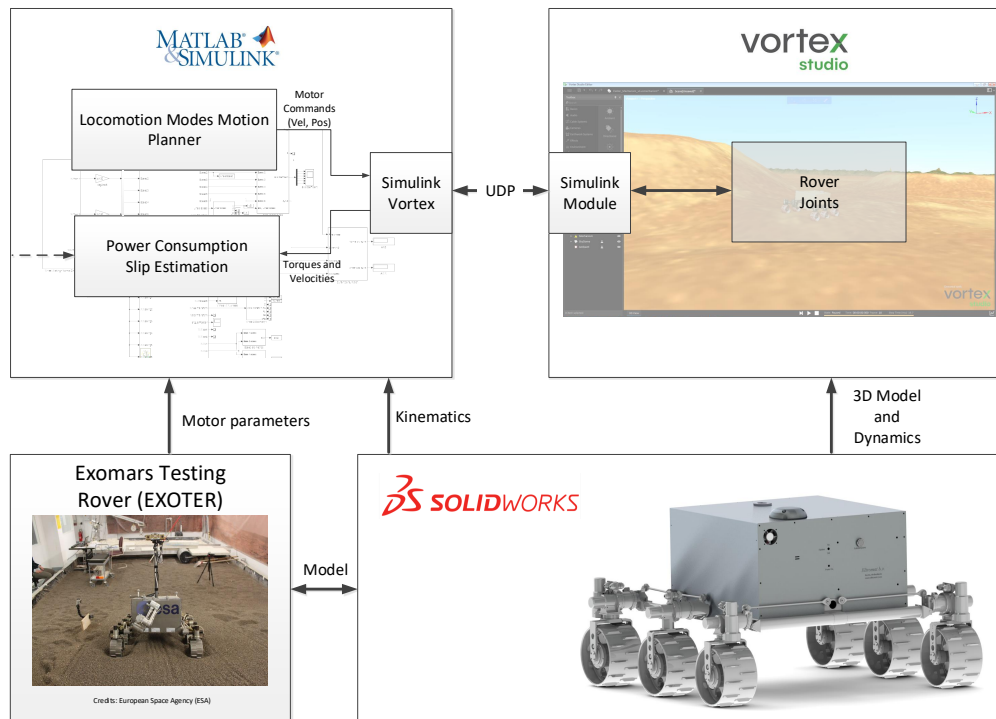 MATLAB®
&SIMULINK®
Locomotion Modes Motion
Planner
Motor
Commands
(Vel, Pos)
Simulink
Vortex
Power Consumption
Slip Estimation
Torques and
Velocities
UDP
vortex
studio
Simulink
Module
Rover
Joints
vortex
Motor parameters
Kinematics
3D Model
and
Dynamics
Exomars Testing
Rover (EXOTER)
esa
Credits: European Space Agency (ESA)
Model
SOLIDWORKS